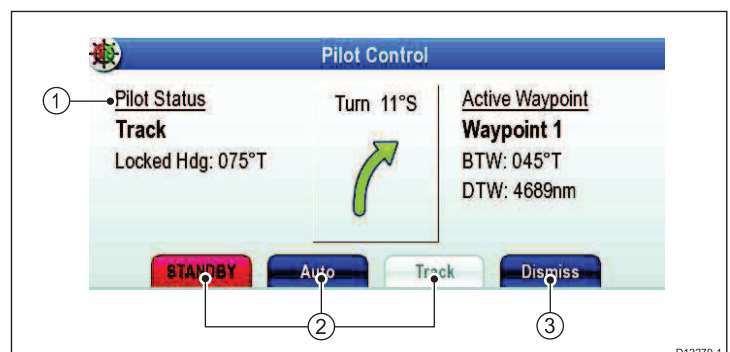 Pilot Control
1
Pilot Status
Track
Locked Hdg: 075°T
Turn 11°S
Active Waypoint
Waypoint 1
BTW: 045°T
DTW: 4689nm
STANDBY
Auto
Track
Dismiss
2
3